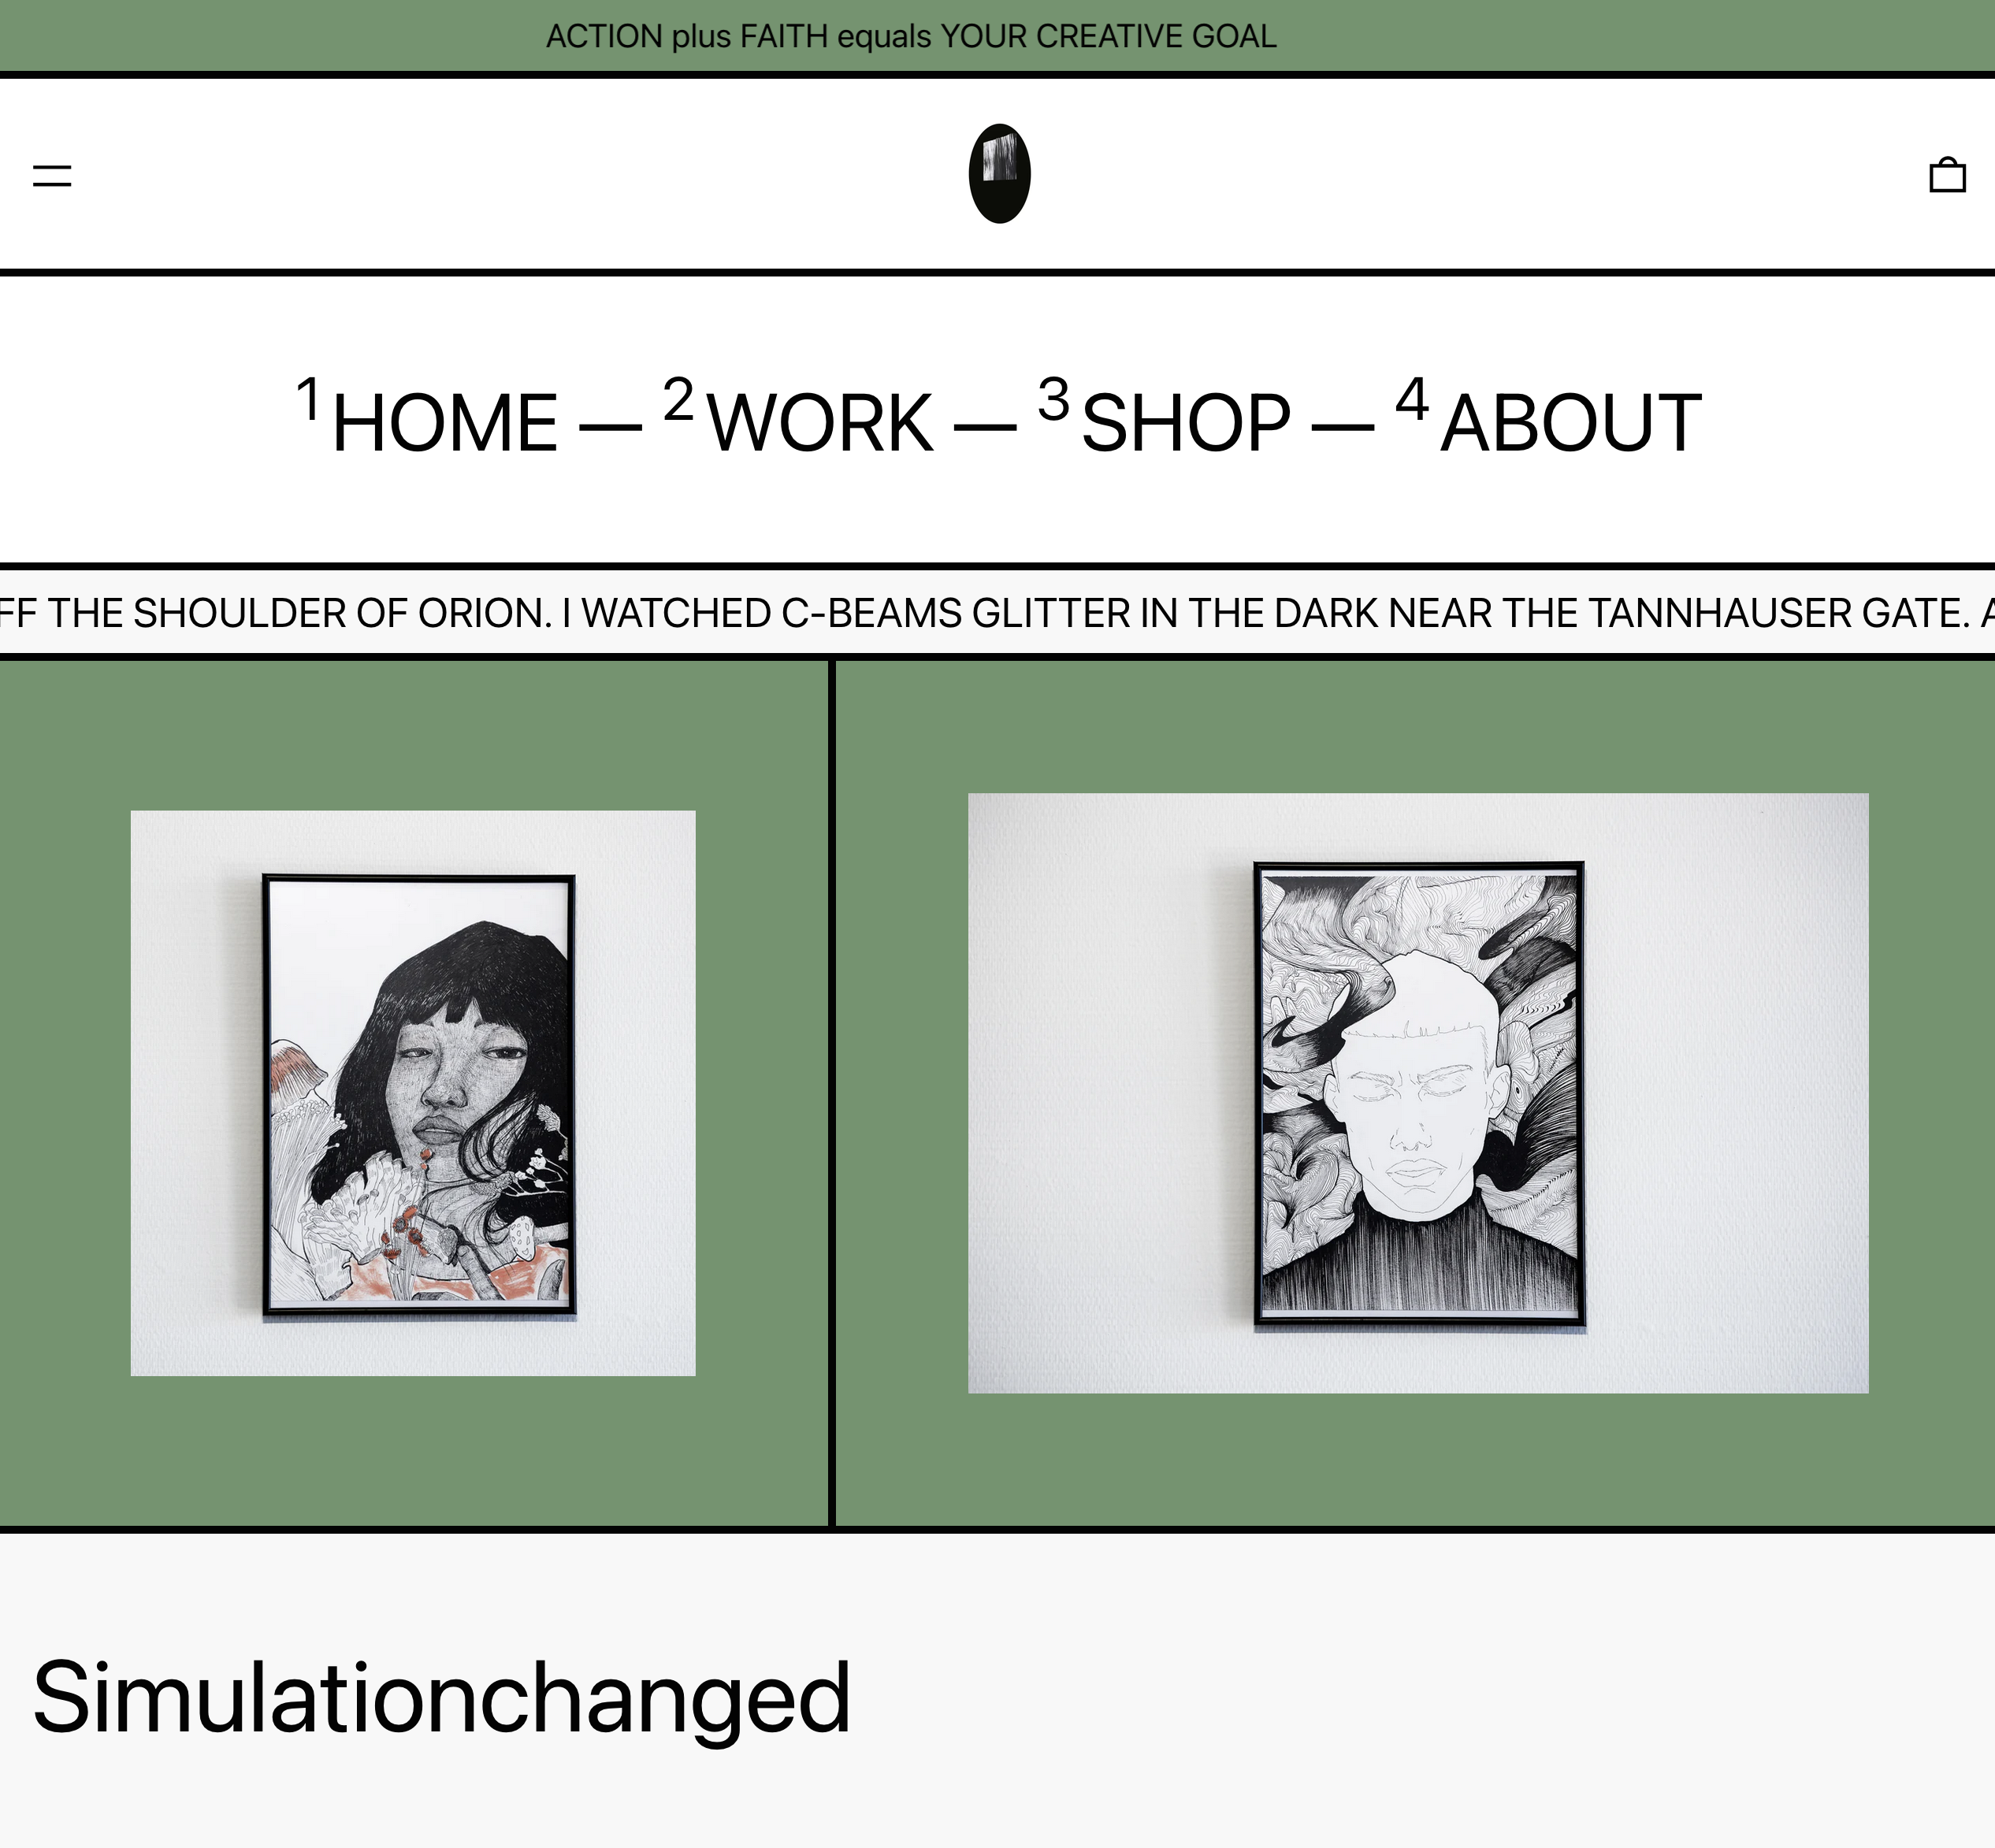 ACTION plus FAITH equals YOUR CREATIVE GOAL
1 HOME — 2 WORK — 3 SHOP — 4 ABOUT
THE SHOULDER OF ORION. I WATCHED C-BEAMS GLITTER IN THE DARK NEAR THE TANNHAUSER GATE.
Simulationchanged